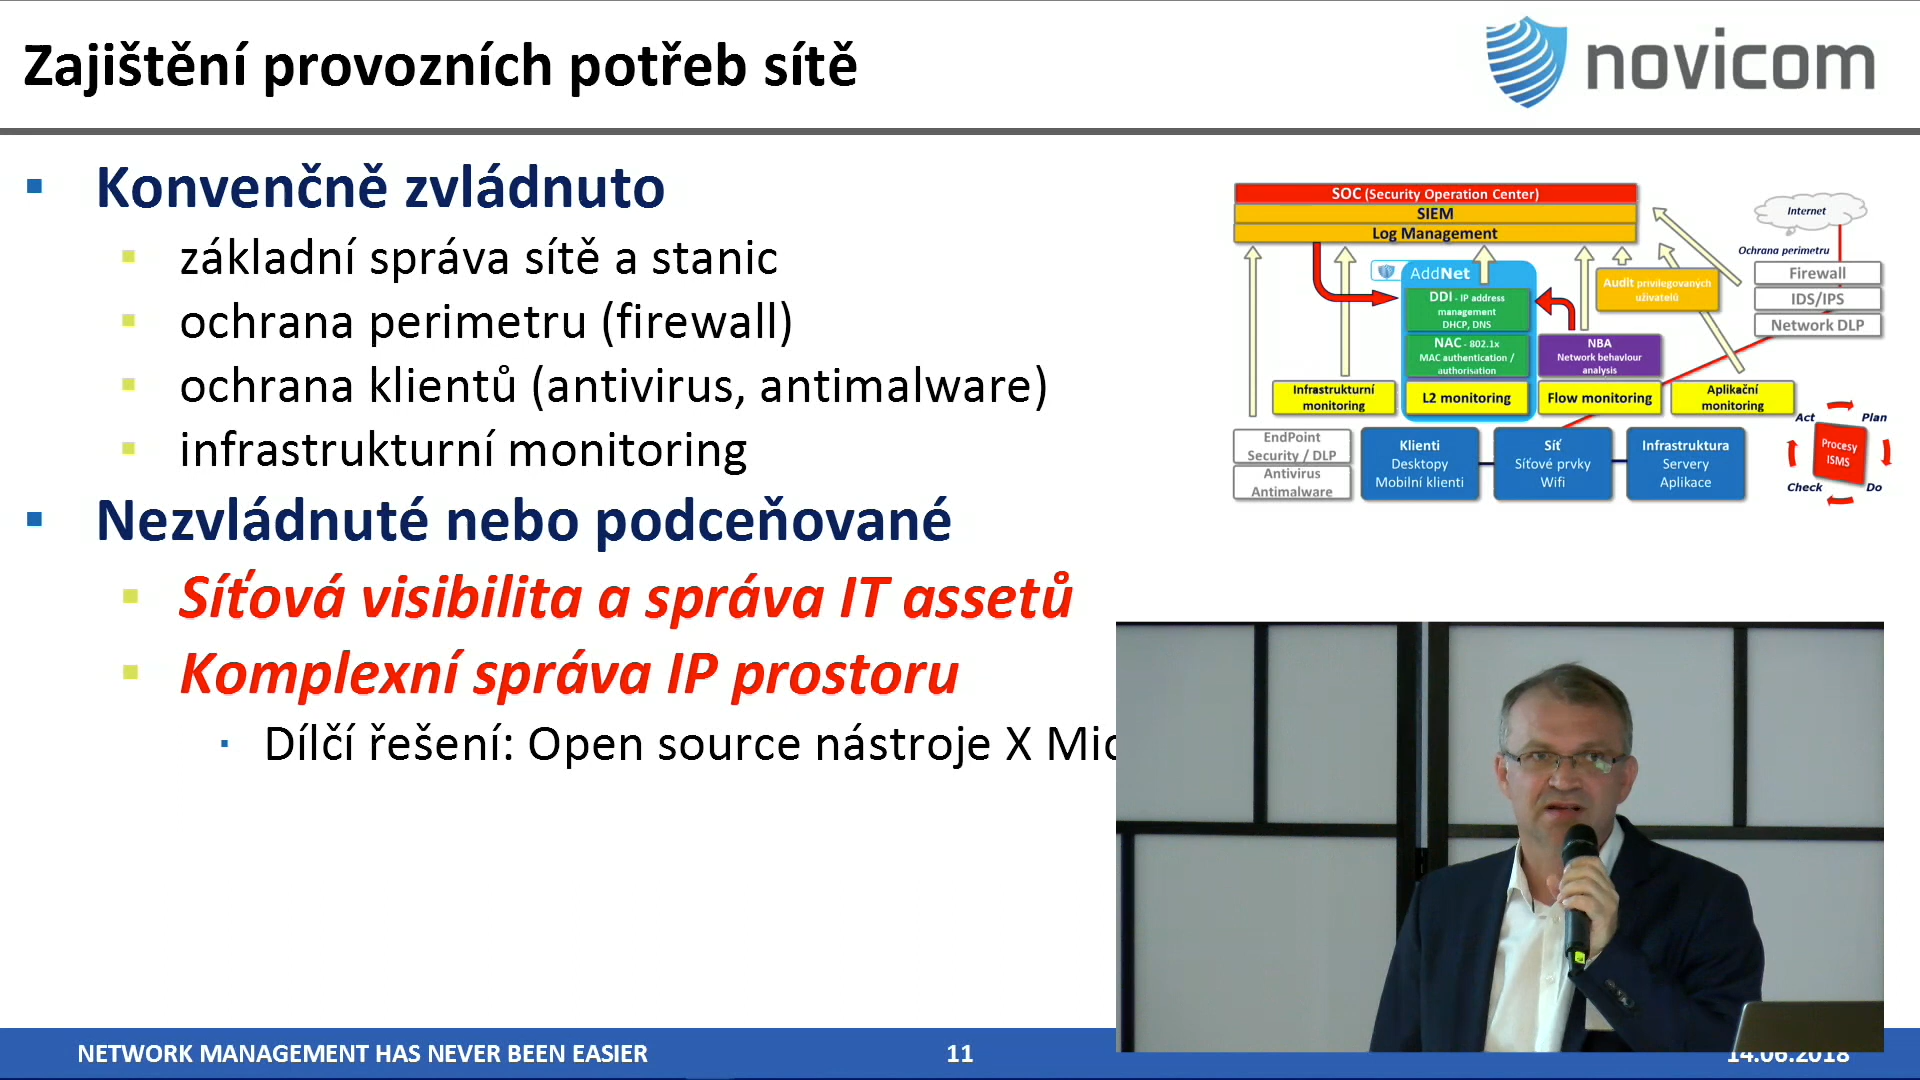 Zajištění provozních potřeb sítě
novicom
Konvenčně zvládnuto
základní správa sítě a stanic
ochrana perimetru (firewall)
ochrana klientů (antivirus, antimalware)
infrastrukturní monitoring
Nezvládnuté nebo podceňované
Síťová visibilita a správa IT assetů
Komplexní správa IP prostoru
Dílčí řešení: Open source nástroje X Mic
SOC (Security Operation Center)
SIEM
Log Management
Internet
Ochrana perimetru
Firewall
IDS/IPS
Network DLP
AddNet
DDI - IP address
management
DHCP, DNS
NAC - 802.1x
MAC authentication /
authorisation
L2 monitoring
Audit privilegovaných
uživatelů
NBA
Network behaviour
analysis
Flow monitoring
Infrastrukturní
monitoring
Aplikační
monitoring
EndPoint
Security / DLP
Antivirus
Antimalware
Klienti
Desktopy
Mobilní klienti
Síť
Síťové prvky
Wifi
Infrastruktura
Servery
Aplikace
Act
Plan
Procesy
ISMS
Check
Do
NETWORK MANAGEMENT HAS NEVER BEEN EASIER
11
14.06.2018